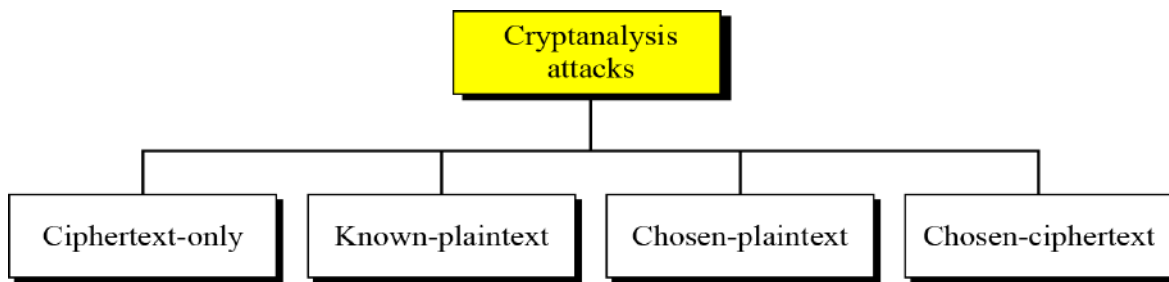 Cryptanalysis
attacks
Ciphertext-only
Known-plaintext
Chosen-plaintext
Chosen-ciphertext